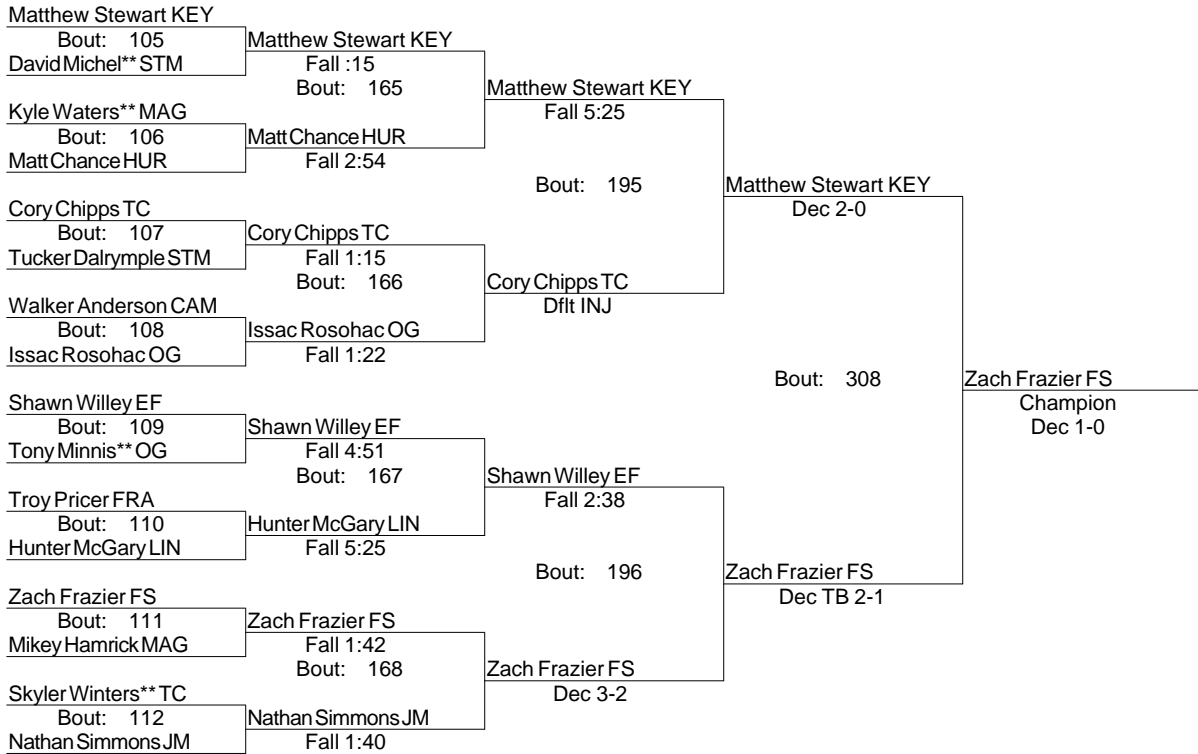 Matthew Stewart KEY
Bout: 105
David Michel** STM
Matthew Stewart KEY
Fall :15
Bout: 165
Kyle Waters** MAG
Bout: 106
Matt Chance HUR
Matt Chance HUR
Fall 2:54
Matthew Stewart KEY
Fall 5:25
Bout: 195
Cory Chipps TC
Bout: 107
Tucker Dalrymple STM
Cory Chipps TC
Fall 1:15
Bout: 166
Walker Anderson CAM
Bout: 108
Issac Rosohac OG
Issac Rosohac OG
Fall 1:22
Cory Chipps TC
Dflt INJ
Matthew Stewart KEY
Dec 2-0
Bout: 308
Shawn Willey EF
Bout: 109
Tony Minnis** OG
Shawn Willey EF
Fall 4:51
Bout: 167
Troy Pricer FRA
Bout: 110
Hunter McGary LIN
Hunter McGary LIN
Fall 5:25
Shawn Willey EF
Fall 2:38
Bout: 196
Zach Frazier FS
Bout: 111
Mikey Hamrick MAG
Zach Frazier FS
Fall 1:42
Bout: 168
Skyler Winters** TC
Bout: 112
Nathan Simmons JM
Nathan Simmons JM
Fall 1:40
Zach Frazier FS
Dec 3-2
Zach Frazier FS
Dec TB 2-1
Zach Frazier FS
Champion
Dec 1-0